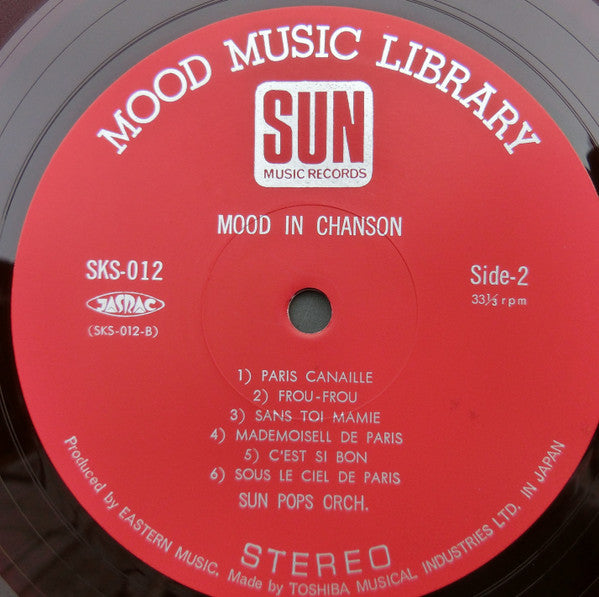 MOOD MUSIC LIBRARY
SUN
MUSIC RECORDS
MOOD IN CHANSON
SKS-012
Side-2
JASRAC
33⅓ rpm
(SKS-012-B)
1) PARIS CANAILLE
2) FROU-FROU
3) SANS TOI MAMIE
4) MADEMOISELL DE PARIS
5) C'EST SI BON
6) SOUS LE CIEL DE PARIS
SUN POPS ORCH.
STEREO
Produced by EASTERN MUSIC. Made by TOSHIBA MUSICAL INDUSTRIES LTD. IN JAPAN